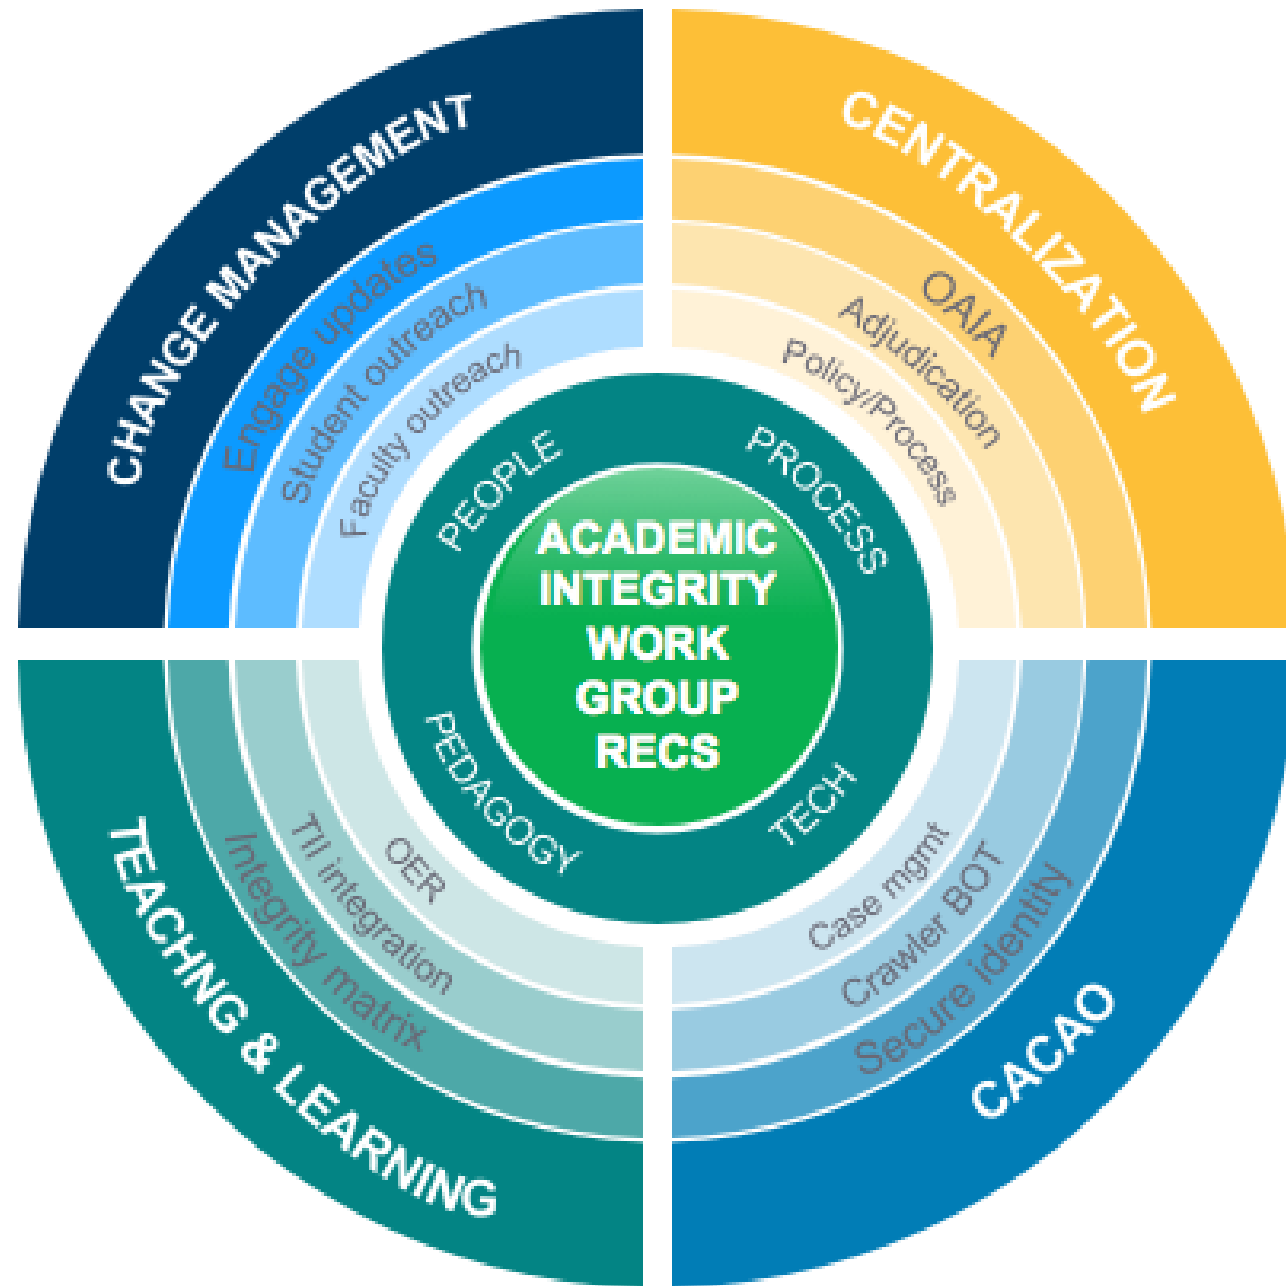 CHANGE MANAGEMENT
Engage updates
Student outreach
Faculty outreach
CENTRALIZATION
OAIA
Adjudication
Policy/Process
PEOPLE
PROCESS
ACADEMIC
INTEGRITY
WORK
GROUP
RECS
PEDAGOGY
TECH
OER
TII integration
Integrity matrix
TEACHNG & LEARNING
Case mgmt
Crawler BOT
Secure identity
CACAO